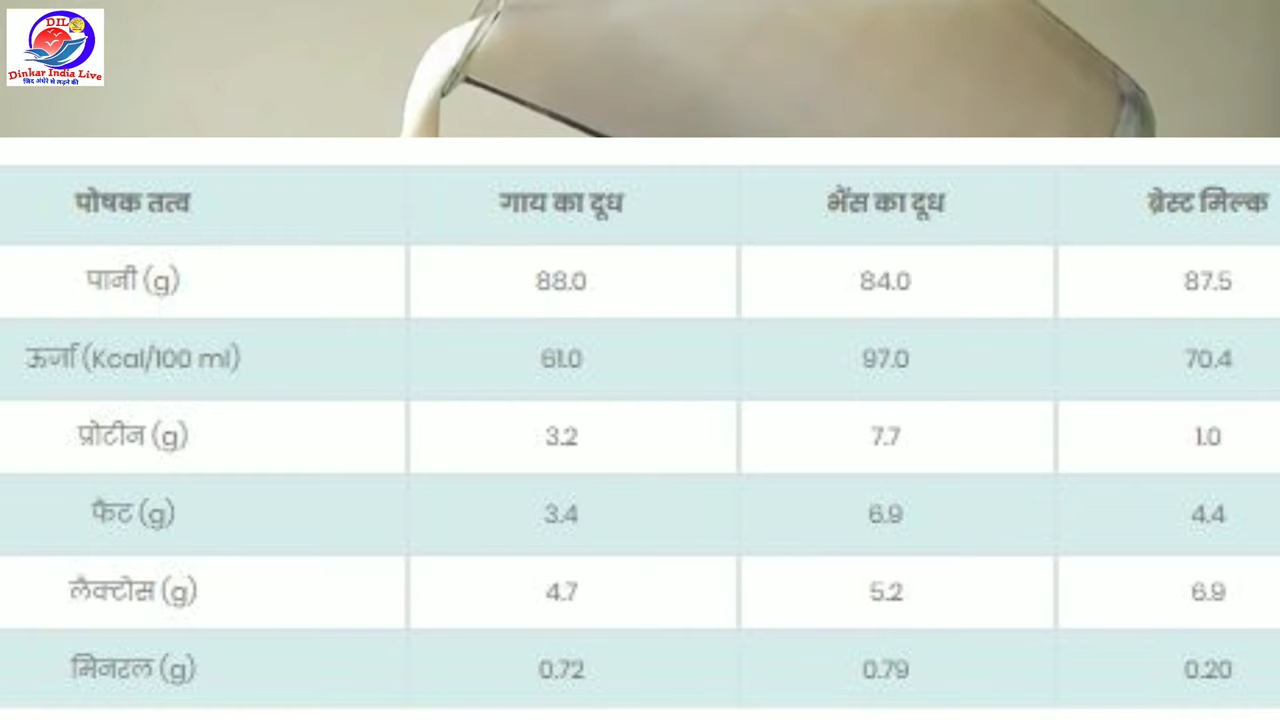 DIL
Dinkar India Live
ज़िद अंधेरे से लड़ने की
पोषक तत्व गाय का दूध भैंस का दूध ब्रेस्ट मिल्क
पानी (g) 88.0 84.0 87.5
ऊर्जा (Kcal/100 ml) 61.0 97.0 70.4
प्रोटीन (g) 3.2 7.7 1.0
फैट (g) 3.4 6.9 4.4
लैक्टोस (g) 4.7 5.2 6.9
मिनरल (g) 0.72 0.79 0.20